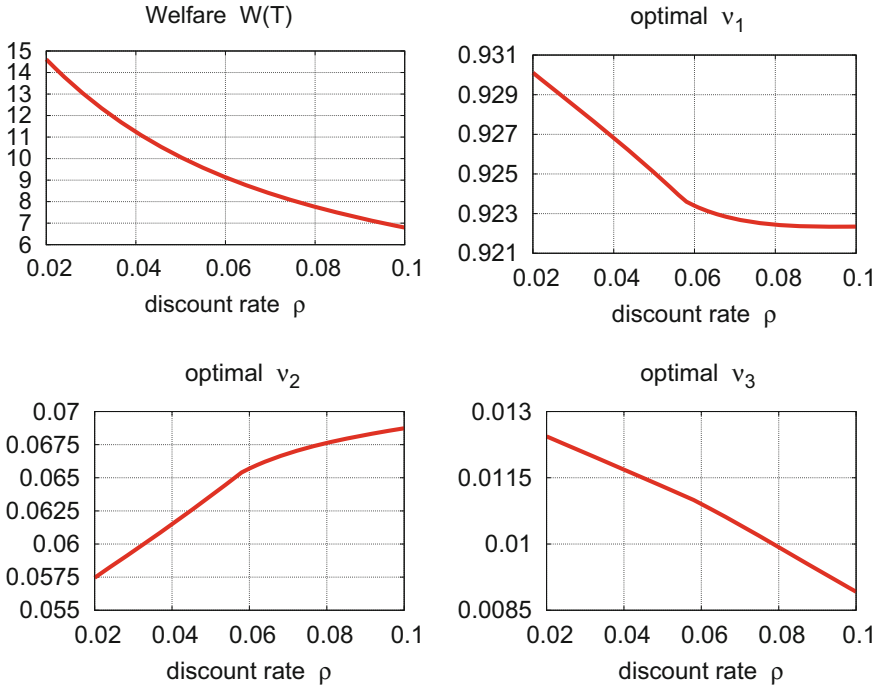 Welfare W(T)
15
14
13
12
11
10
9
8
7
6
0.02 0.04 0.06 0.08 0.1
discount rate ρ
optimal ν1
0.931
0.929
0.927
0.925
0.923
0.921
0.02 0.04 0.06 0.08 0.1
discount rate ρ
optimal ν2
0.07
0.0675
0.065
0.0625
0.06
0.0575
0.055
0.02 0.04 0.06 0.08 0.1
discount rate ρ
optimal ν3
0.013
0.0115
0.01
0.0085
0.02 0.04 0.06 0.08 0.1
discount rate ρ